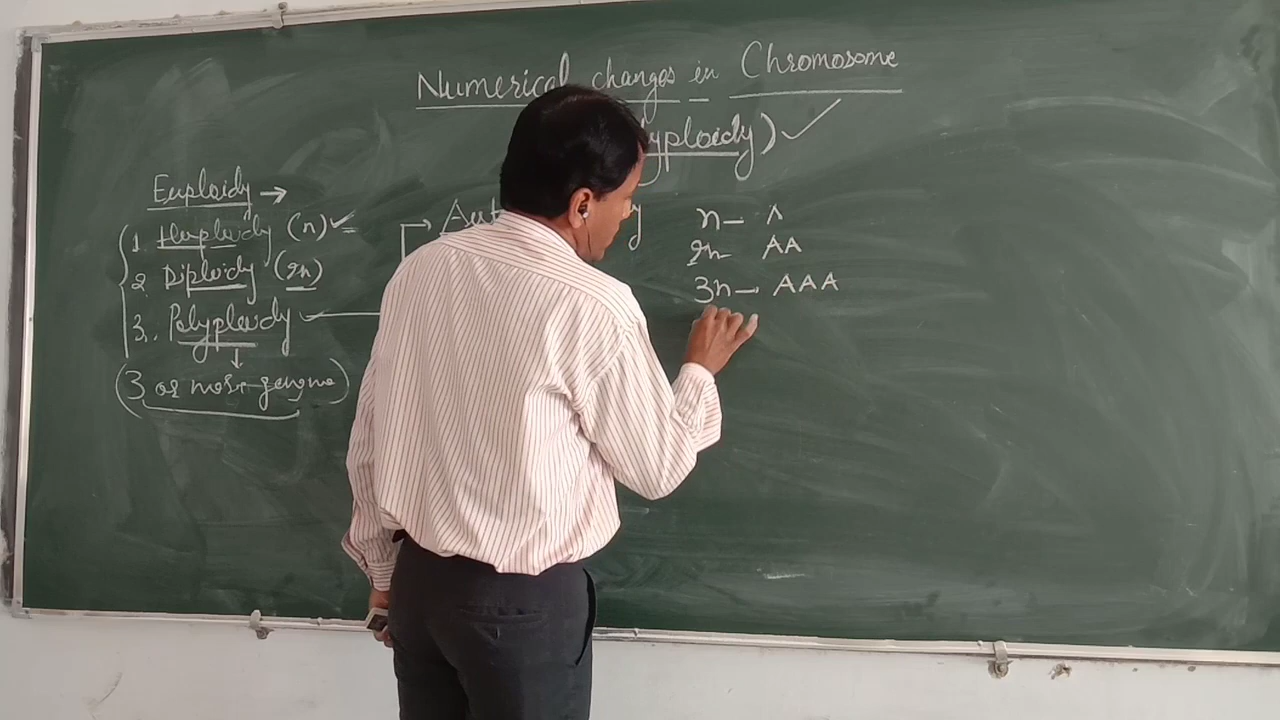 Numerical changes in Chromosome
yploidy) ✓
Euploidy →
1. Haploidy (n) ✓
2. Diploidy (2n)
3. Polyploidy
(3 or more genome)
Aut
y
n – A
2n AA
3n – AAA